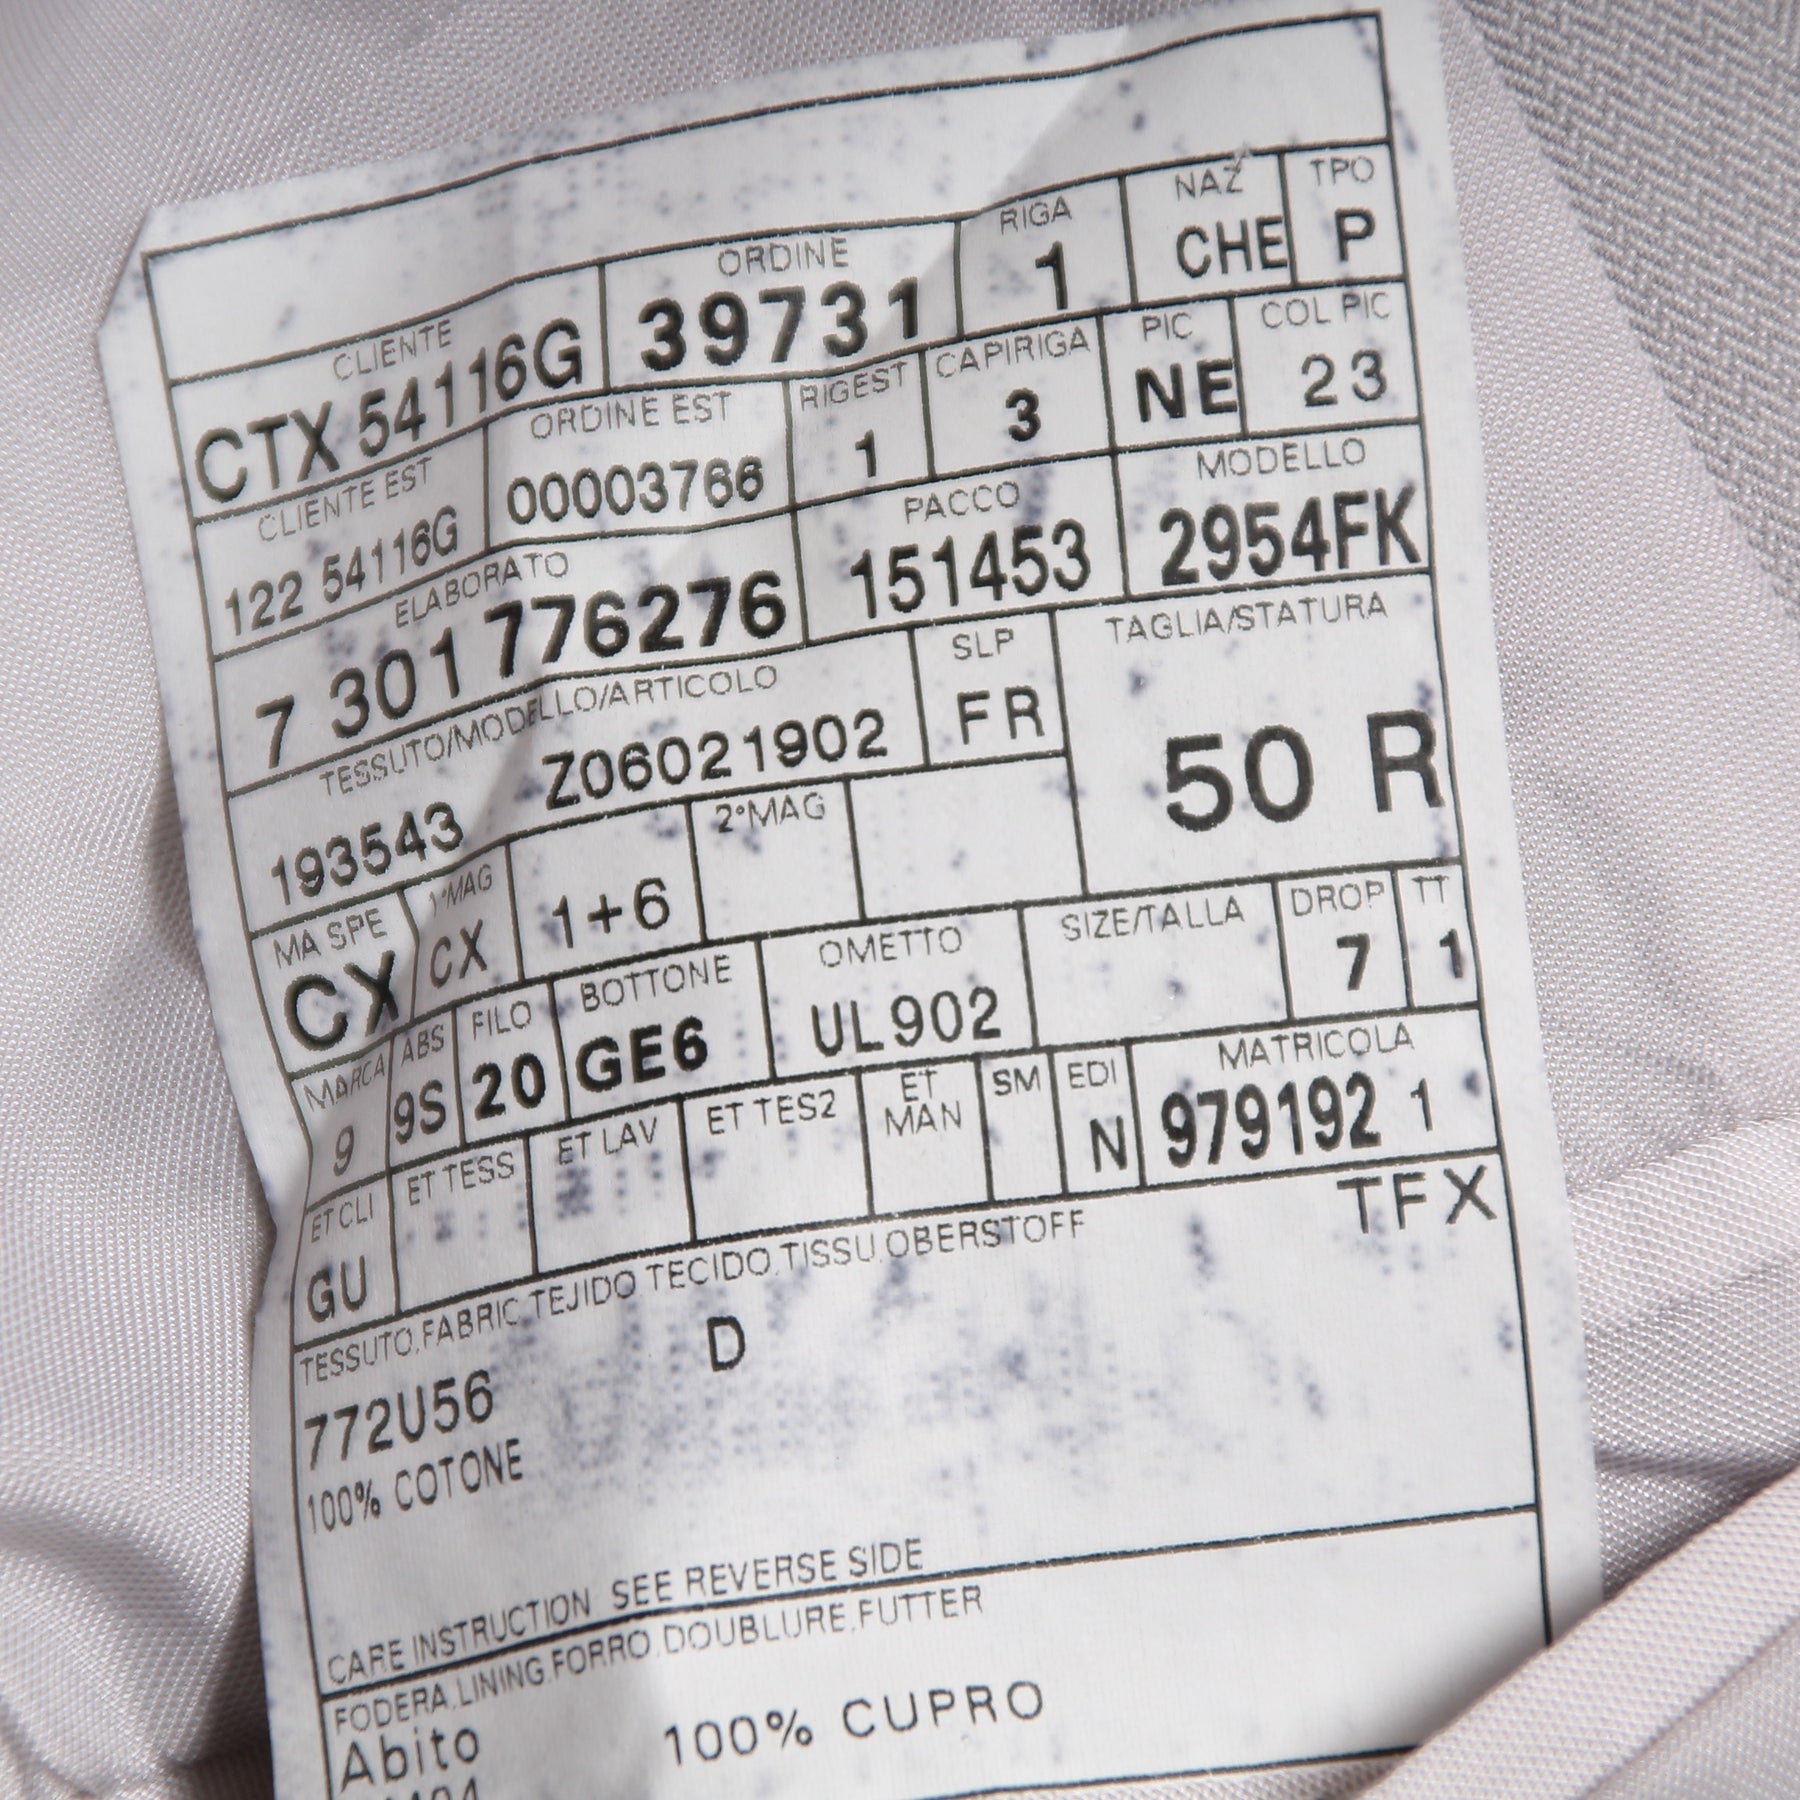 CLIENTE ORDINE RIGA NAZ TPO
CTX 54116G 39731 1 CHE P
CLIENTE EST ORDINE EST RIGEST CAPIRIGA PIC COL PIC
122 54116G 00003766 1 3 NE 23
ELABORATO PACCO MODELLO
7 301 776276 151453 2954FK
TESSUTO/MODELLO/ARTICOLO SLP TAGLIA/STATURA
193543 Z06021902 FR 50 R
MA SPE 1°MAG 2°MAG
CX CX 1+6
MARCA ABS FILO BOTTONE OMETTO SIZE/TALLA DROP TT
9 9S 20 GE6 UL902 7 1
ET CLI ET TESS ET LAV ET TES2 ET MAN SM EDI MATRICOLA
GU N 979192 1
TESSUTO,FABRIC,TEJIDO TECIDO,TISSU,OBERSTOFF TFX
772U56 D
100% COTONE
CARE INSTRUCTION SEE REVERSE SIDE
FODERA,LINING,FORRO,DOUBLURE,FUTTER
Abito 100% CUPRO